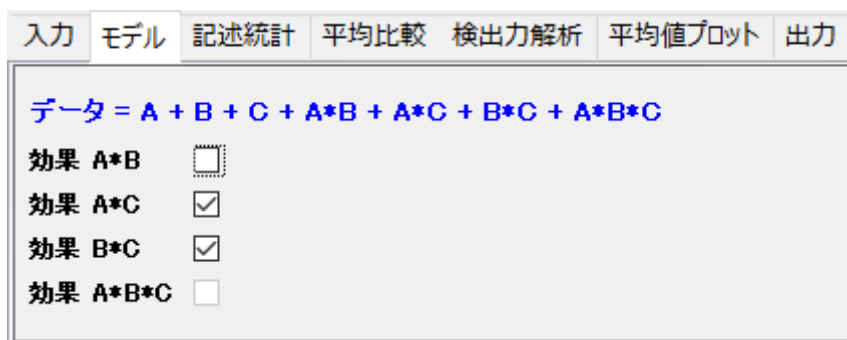 入力 モデル 記述統計 平均比較 検出力解析 平均値プロット 出力
データ = A + B + C + A*B + A*C + B*C + A*B*C
効果 A*B
効果 A*C
効果 B*C
効果 A*B*C